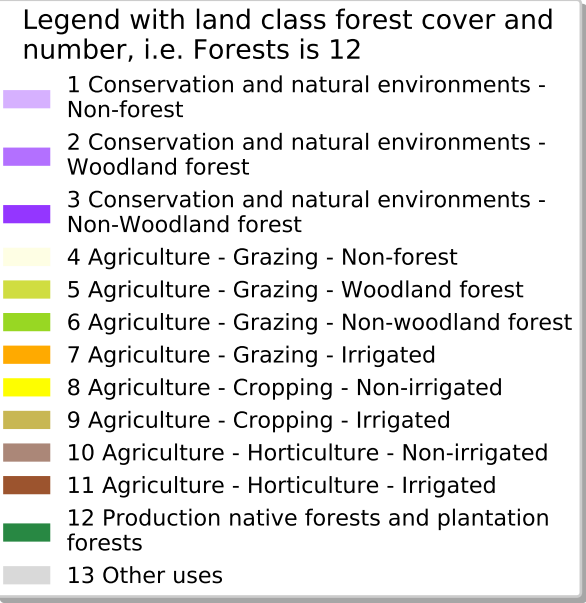 Legend with land class forest cover and
number, i.e. Forests is 12
1 Conservation and natural environments -
Non-forest
2 Conservation and natural environments -
Woodland forest
3 Conservation and natural environments -
Non-Woodland forest
4 Agriculture - Grazing - Non-forest
5 Agriculture - Grazing - Woodland forest
6 Agriculture - Grazing - Non-woodland forest
7 Agriculture - Grazing - Irrigated
8 Agriculture - Cropping - Non-irrigated
9 Agriculture - Cropping - Irrigated
10 Agriculture - Horticulture - Non-irrigated
11 Agriculture - Horticulture - Irrigated
12 Production native forests and plantation
forests
13 Other uses